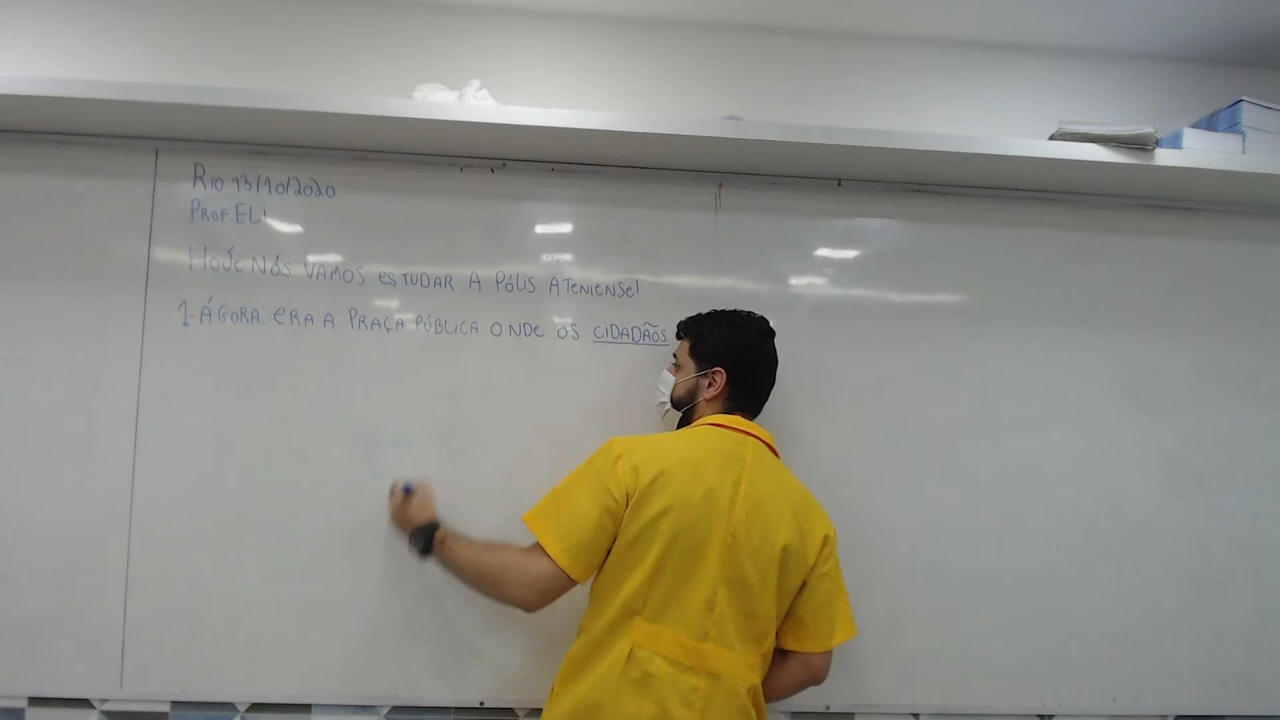 RIO 13/10/2020
PROF. ELI
HOJE NÓS VAMOS ESTUDAR A PÓLIS ATENIENSE!
1-ÁGORA. ERA A PRAÇA PÚBLICA ONDE OS CIDADÃOS